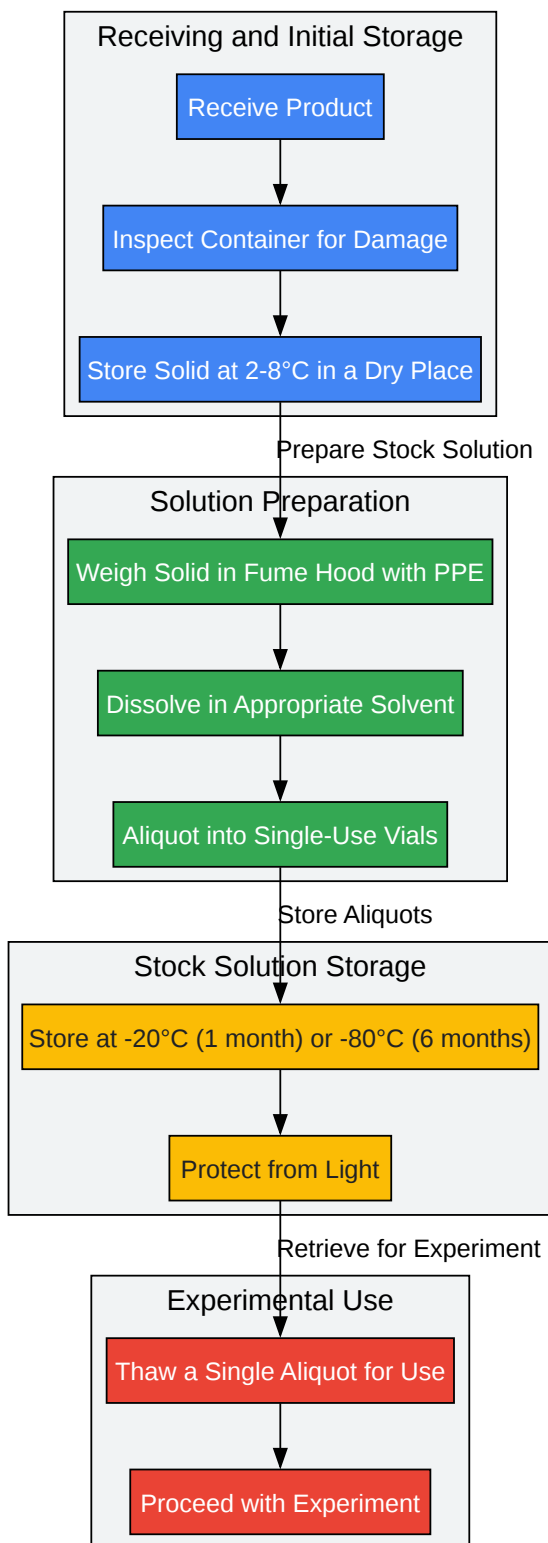 Receiving and Initial Storage
Receive Product
Inspect Container for Damage
Store Solid at 2-8°C in a Dry Place
Prepare Stock Solution
Solution Preparation
Weigh Solid in Fume Hood with PPE
Dissolve in Appropriate Solvent
Aliquot into Single-Use Vials
Store Aliquots
Stock Solution Storage
Store at -20°C (1 month) or -80°C (6 months)
Protect from Light
Retrieve for Experiment
Experimental Use
Thaw a Single Aliquot for Use
Proceed with Experiment